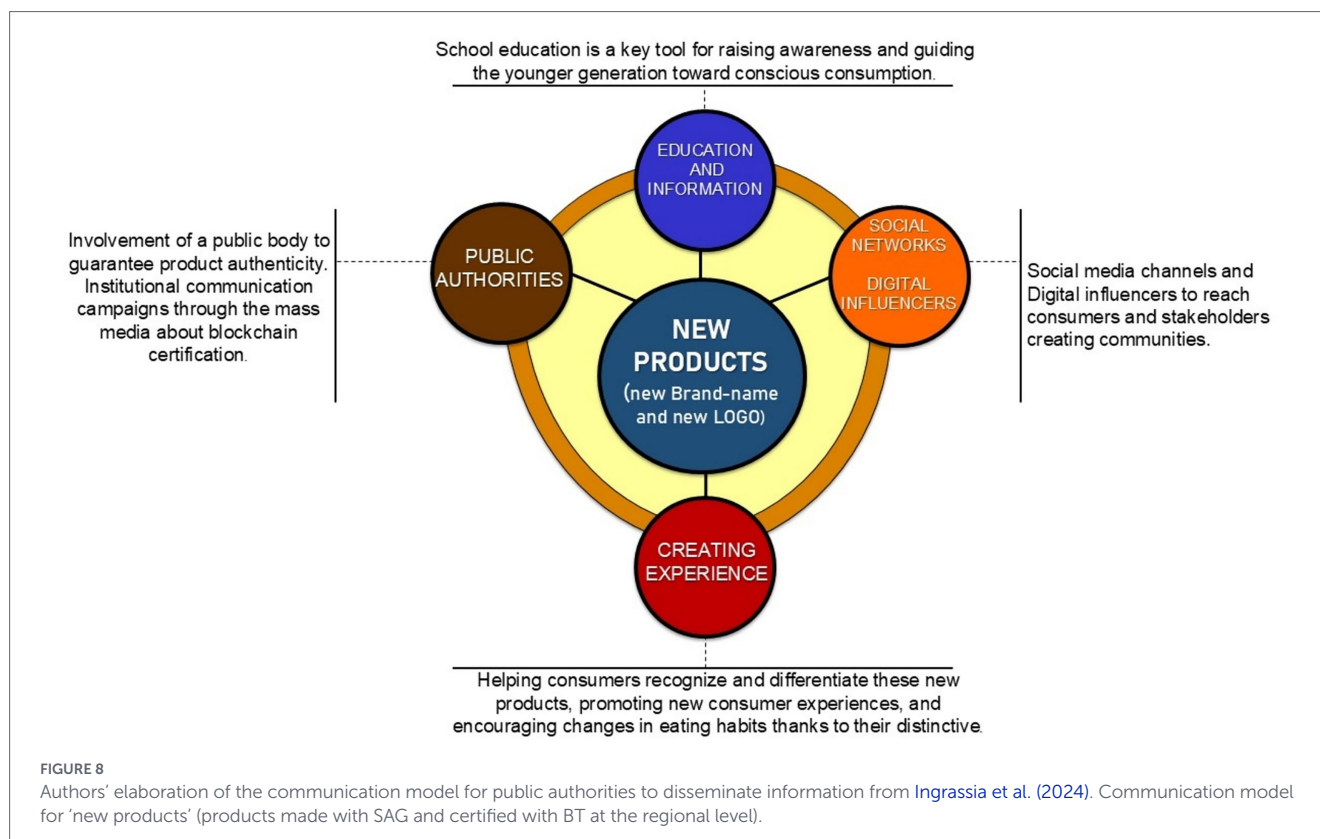 School education is a key tool for raising awareness and guiding
the younger generation toward conscious consumption.
EDUCATION
AND
INFORMATION
PUBLIC
AUTHORITIES
SOCIAL
NETWORKS
DIGITAL
INFLUENCERS
Involvement of a public body to
guarantee product authenticity.
Institutional communication
campaigns through the mass
media about blockchain
certification.
Social media channels and
Digital influencers to reach
consumers and stakeholders
creating communities.
NEW
PRODUCTS
(new Brand-name
and new LOGO)
CREATING
EXPERIENCE
Helping consumers recognize and differentiate these new
products, promoting new consumer experiences, and
encouraging changes in eating habits thanks to their distinctive.
FIGURE 8
Authors’ elaboration of the communication model for public authorities to disseminate information from Ingrassia et al. (2024). Communication model
for ‘new products’ (products made with SAG and certified with BT at the regional level).